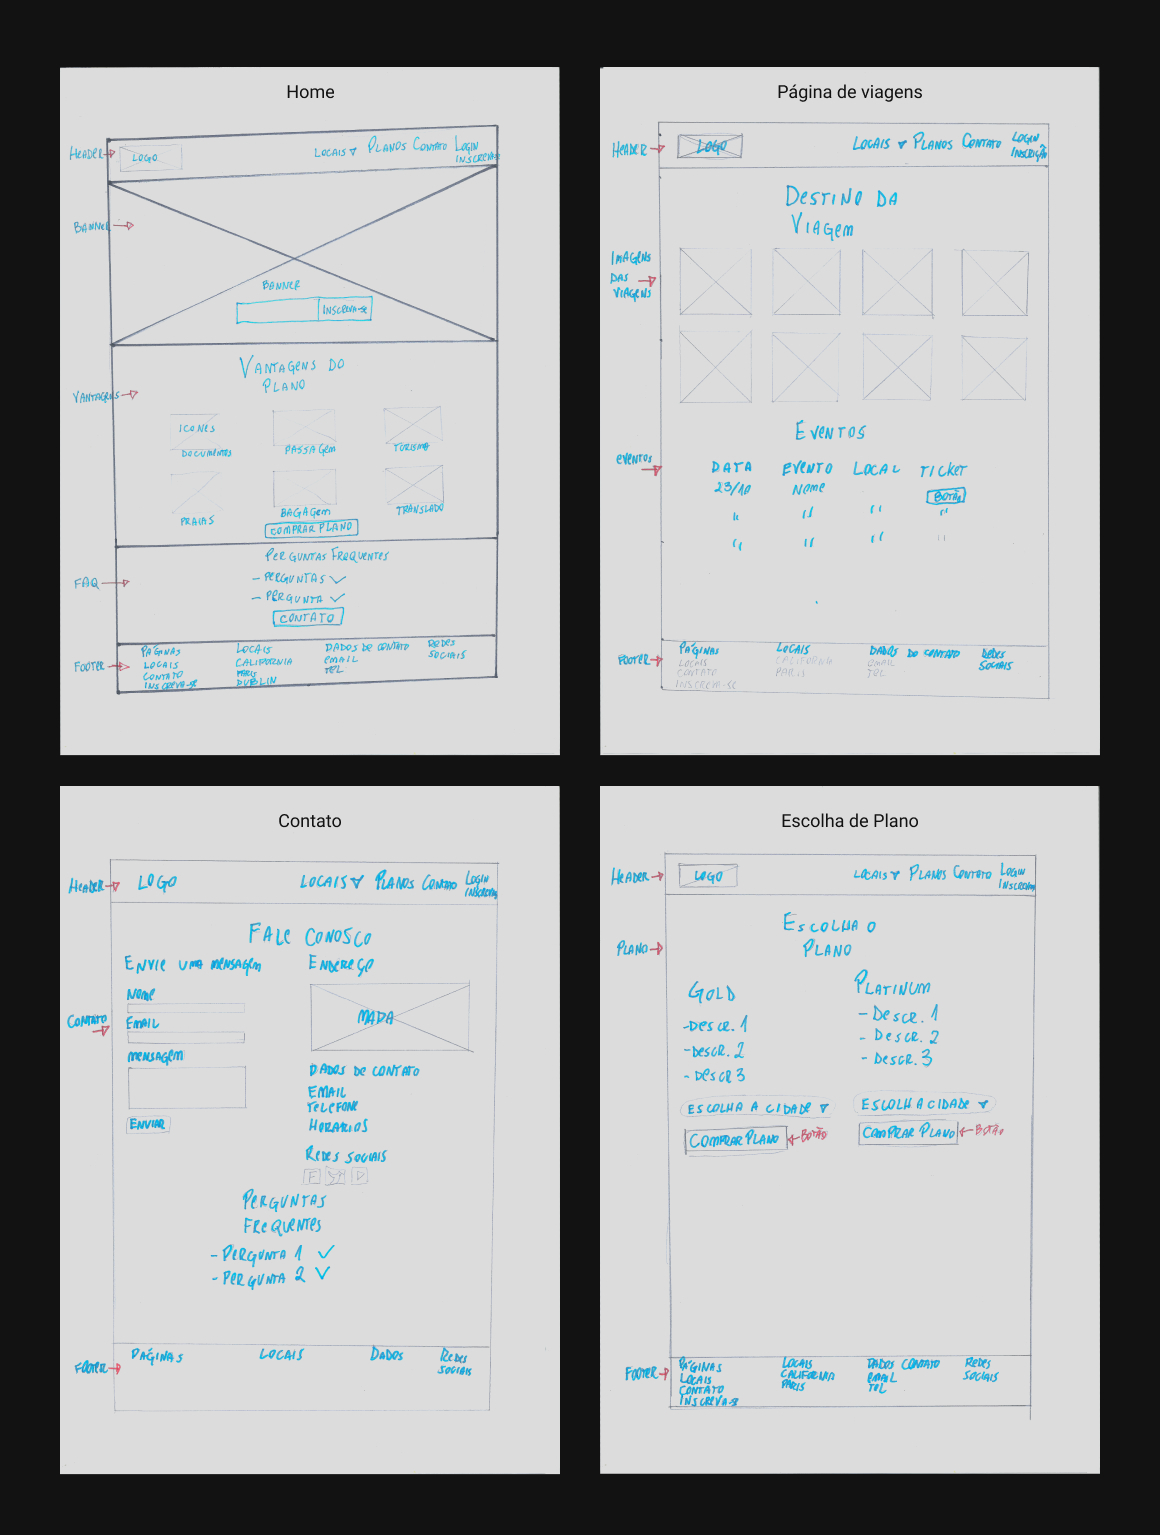 Home
HEADER
LOGO
LOCAIS PLANOS CONTATO LOGIN
INSCREVA-SE
BANNER
BANNER
INSCREVA-SE
VANTAGENS DO
PLANO
VANTAGENS
ICONES
DOCUMENTOS PASSAGEM TURISMO
PRAIAS BAGAGEM TRANSLADO
COMPRAR PLANO
PERGUNTAS FREQUENTES
FAQ
- PERGUNTAS
- PERGUNTA
CONTATO
FOOTER
PÁGINAS LOCAIS DADOS DE CONTATO REDES
LOCAIS CALIFORNIA EMAIL SOCIAIS
CONTATO PARIS TEL
INSCREVA-SE DUBLIN
Página de viagens
HEADER
LOGO
LOCAIS PLANOS CONTATO LOGIN
INSCRIÇÃO
DESTINO DA
VIAGEM
IMAGENS
DAS
VIAGENS
EVENTOS
EVENTOS
DATA EVENTO LOCAL TICKET
23/10 NOME BOTÃO
" " " "
" " " "
FOOTER
PÁGINAS LOCAIS DADOS DO CONTATO REDES
LOCAIS CALIFORNIA EMAIL SOCIAIS
CONTATO PARIS TEL
INSCREVA-SE
Contato
HEADER
LOGO
LOCAIS PLANOS CONTATO LOGIN
INSCREVA
FALE CONOSCO
ENVIE UMA MENSAGEM ENDEREÇO
NOME
CONTATO
EMAIL
MAPA
MENSAGEM
DADOS DE CONTATO
EMAIL
TELEFONE
ENVIAR
HORARIOS
REDES SOCIAIS
F
PERGUNTAS
FREQUENTES
- PERGUNTA 1
- PERGUNTA 2
FOOTER
PÁGINAS LOCAIS DADOS REDES
SOCIAIS
Escolha de Plano
HEADER
LOGO
LOCAIS PLANOS CONTATO LOGIN
INSCREVA
PLANO
ESCOLHA O
PLANO
GOLD PLATINUM
- DESCR. 1 - DESCR. 1
- DESCR. 2 - DESCR. 2
- DESCR 3 - DESCR. 3
ESCOLHA A CIDADE ESCOLHA A CIDADE
COMPRAR PLANO BOTÃO COMPRAR PLANO BOTÃO
FOOTER
PÁGINAS LOCAIS DADOS CONTATO REDES
LOCAIS CALIFORNIA EMAIL SOCIAIS
CONTATO PARIS TEL
INSCREVA-SE